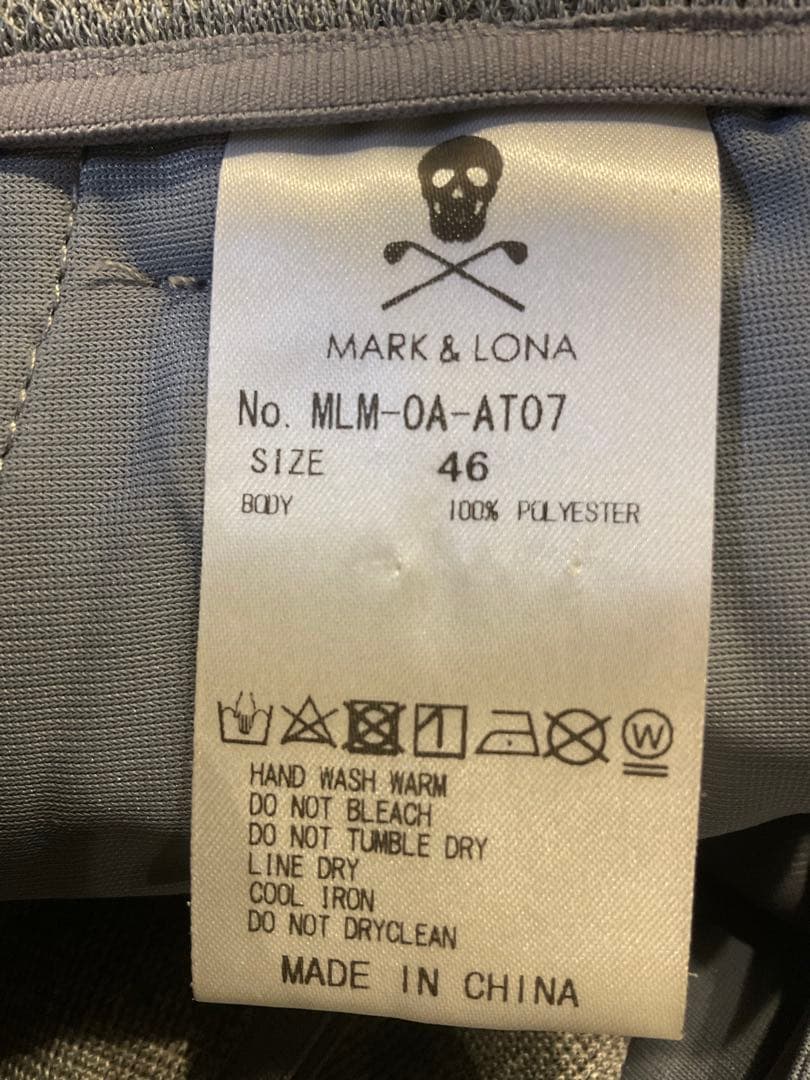 MARK & LONA
No. MLM-0A-AT07
SIZE 46
BODY 100% POLYESTER
W
HAND WASH WARM
DO NOT BLEACH
DO NOT TUMBLE DRY
LINE DRY
COOL IRON
DO NOT DRYCLEAN
MADE IN CHINA